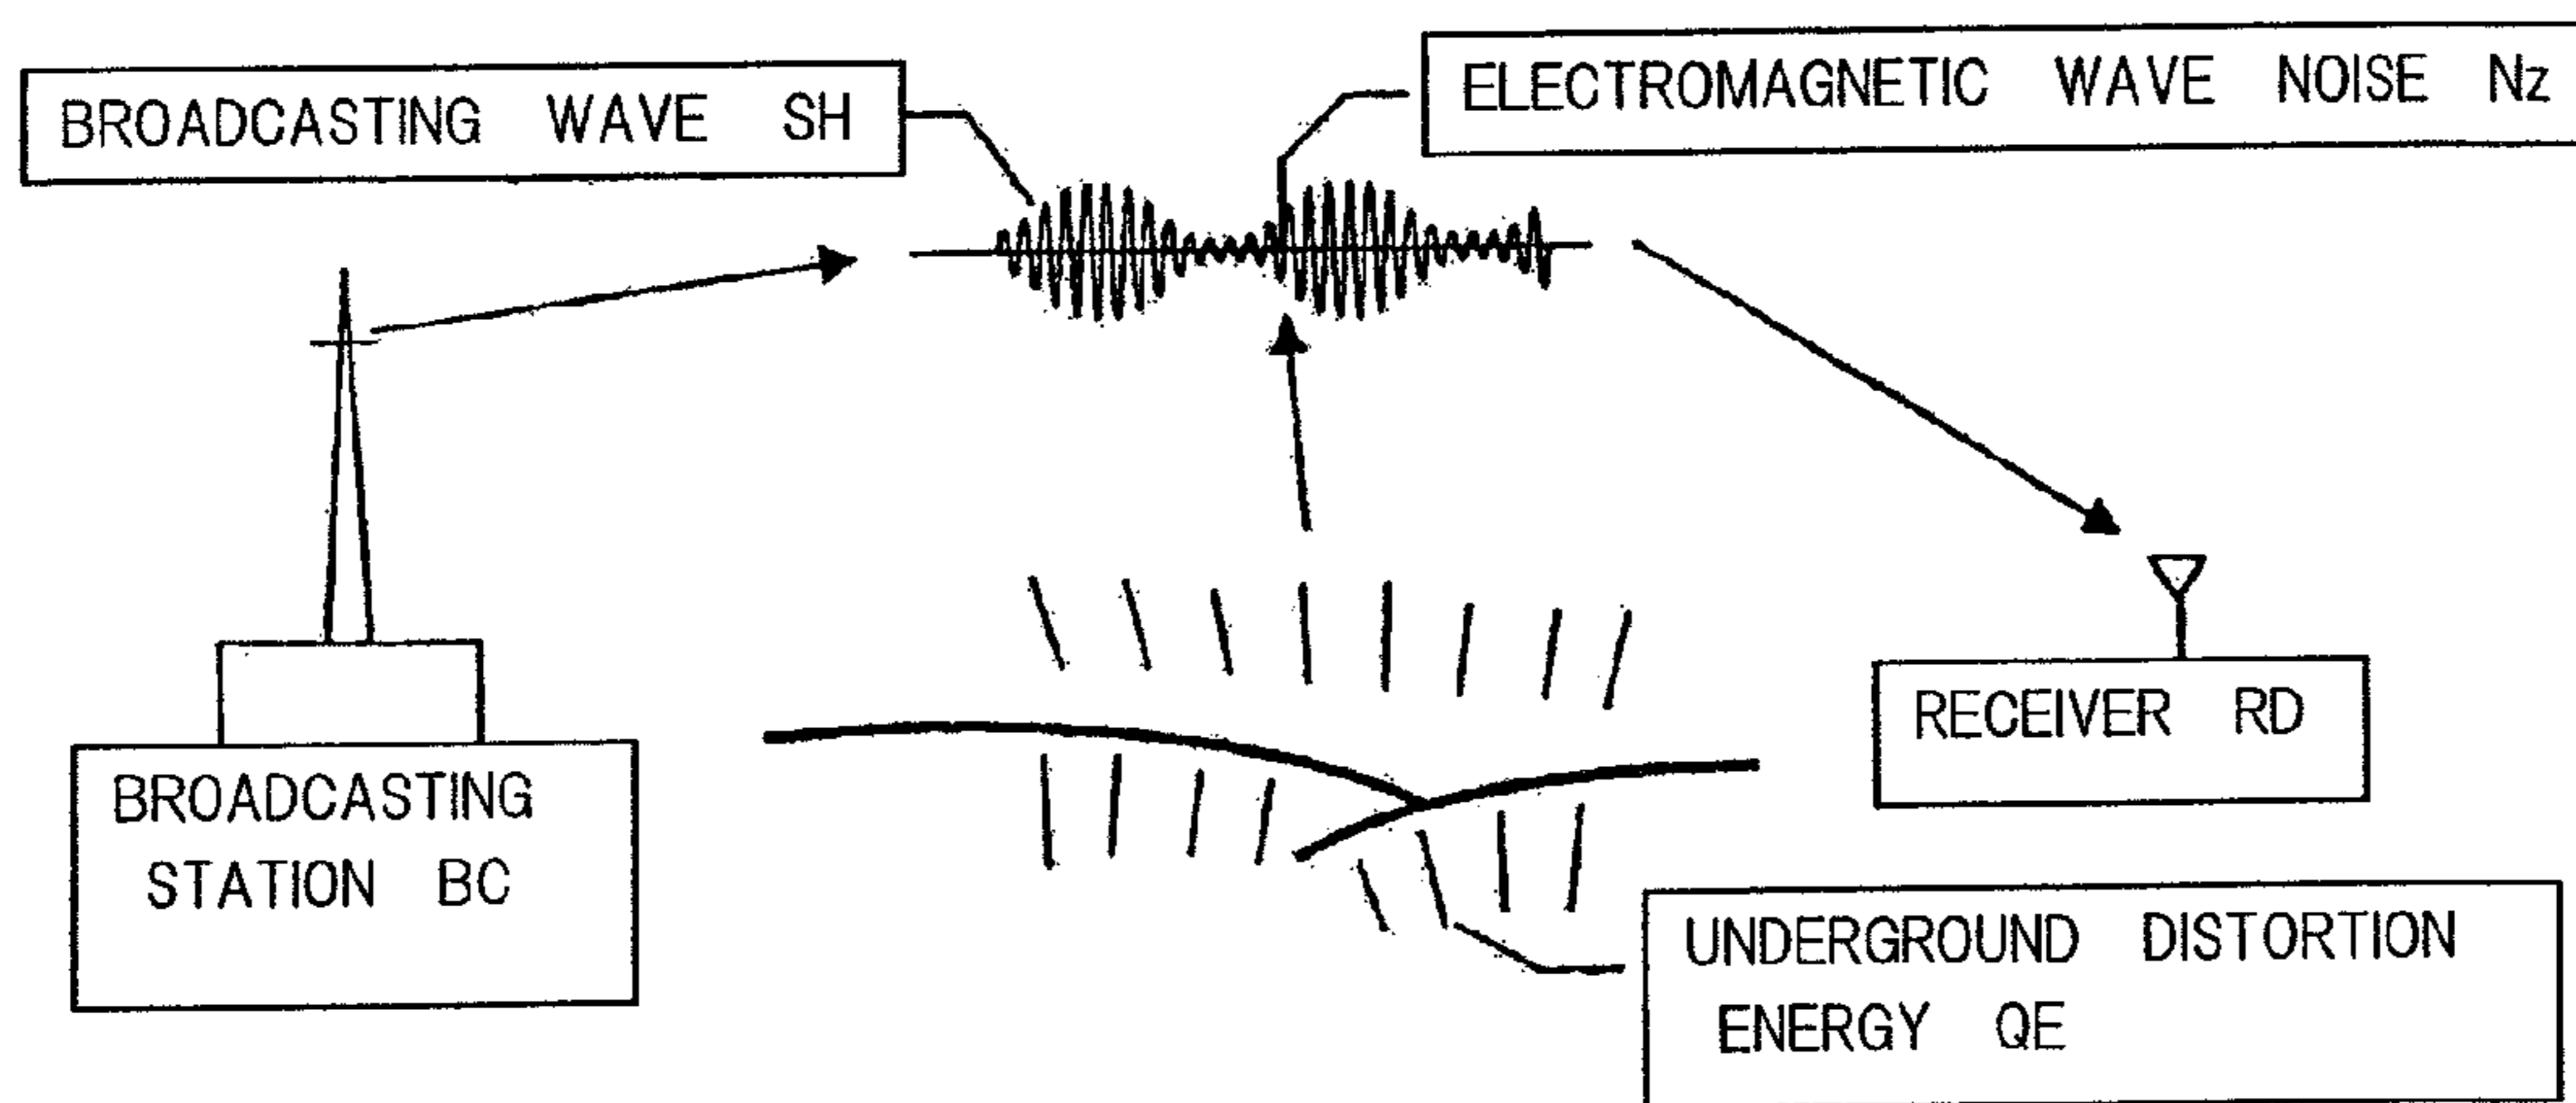 BROADCASTING WAVE SH
ELECTROMAGNETIC WAVE NOISE Nz
RECEIVER RD
BROADCASTING
STATION BC
UNDERGROUND DISTORTION
ENERGY QE